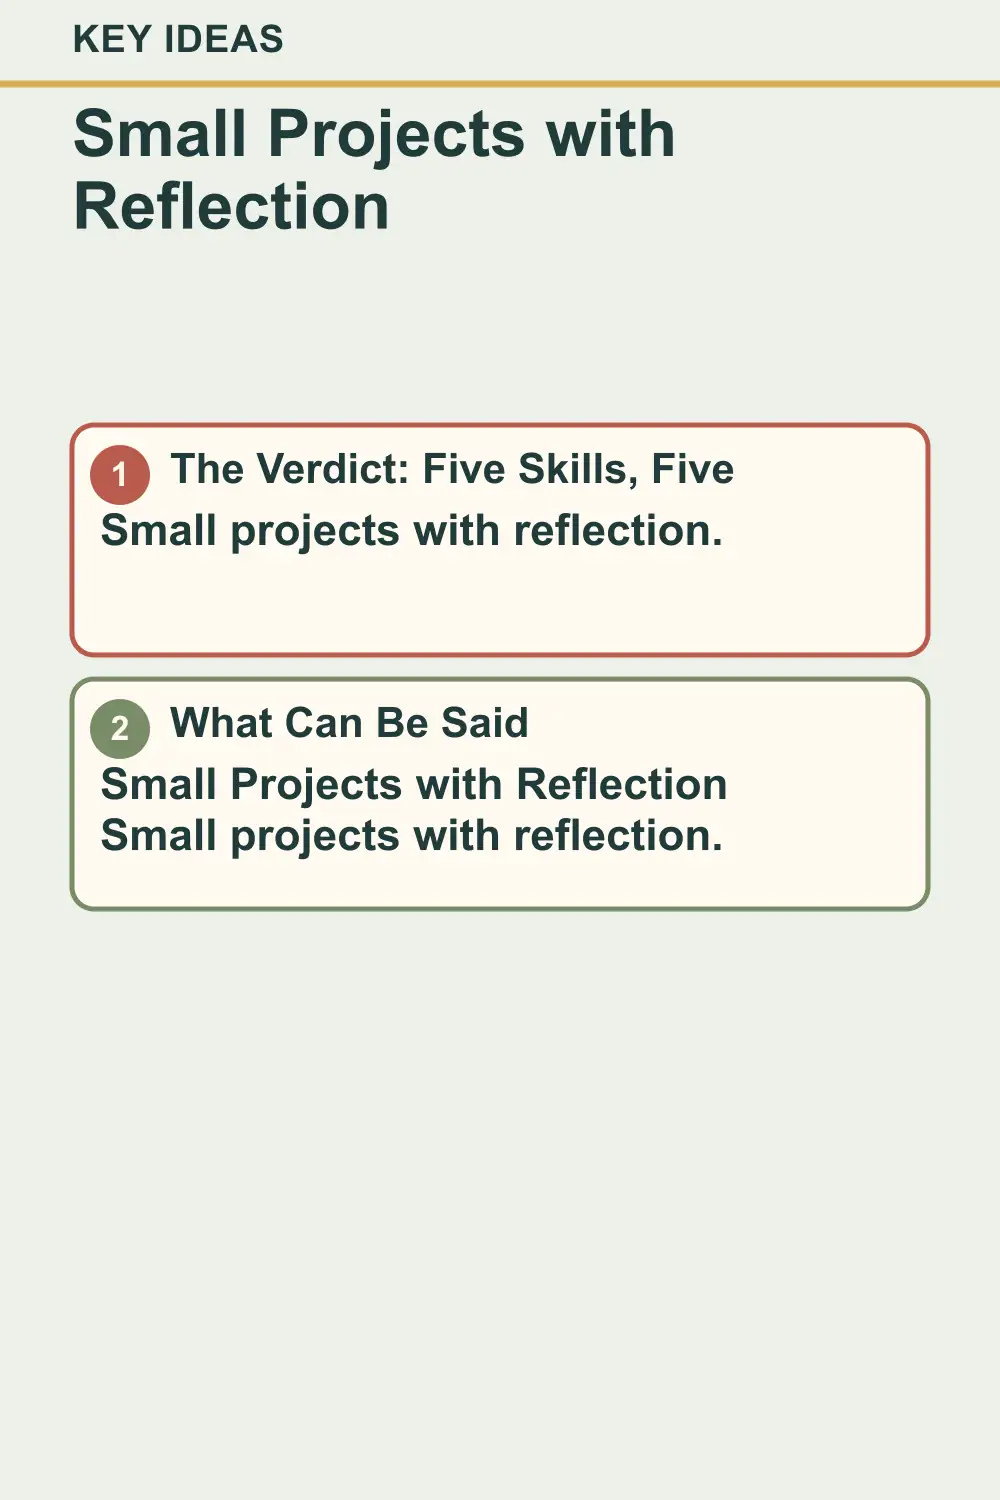 KEY IDEAS
Small Projects with
Reflection
1 The Verdict: Five Skills, Five
Small projects with reflection.
2 What Can Be Said
Small Projects with Reflection
Small projects with reflection.